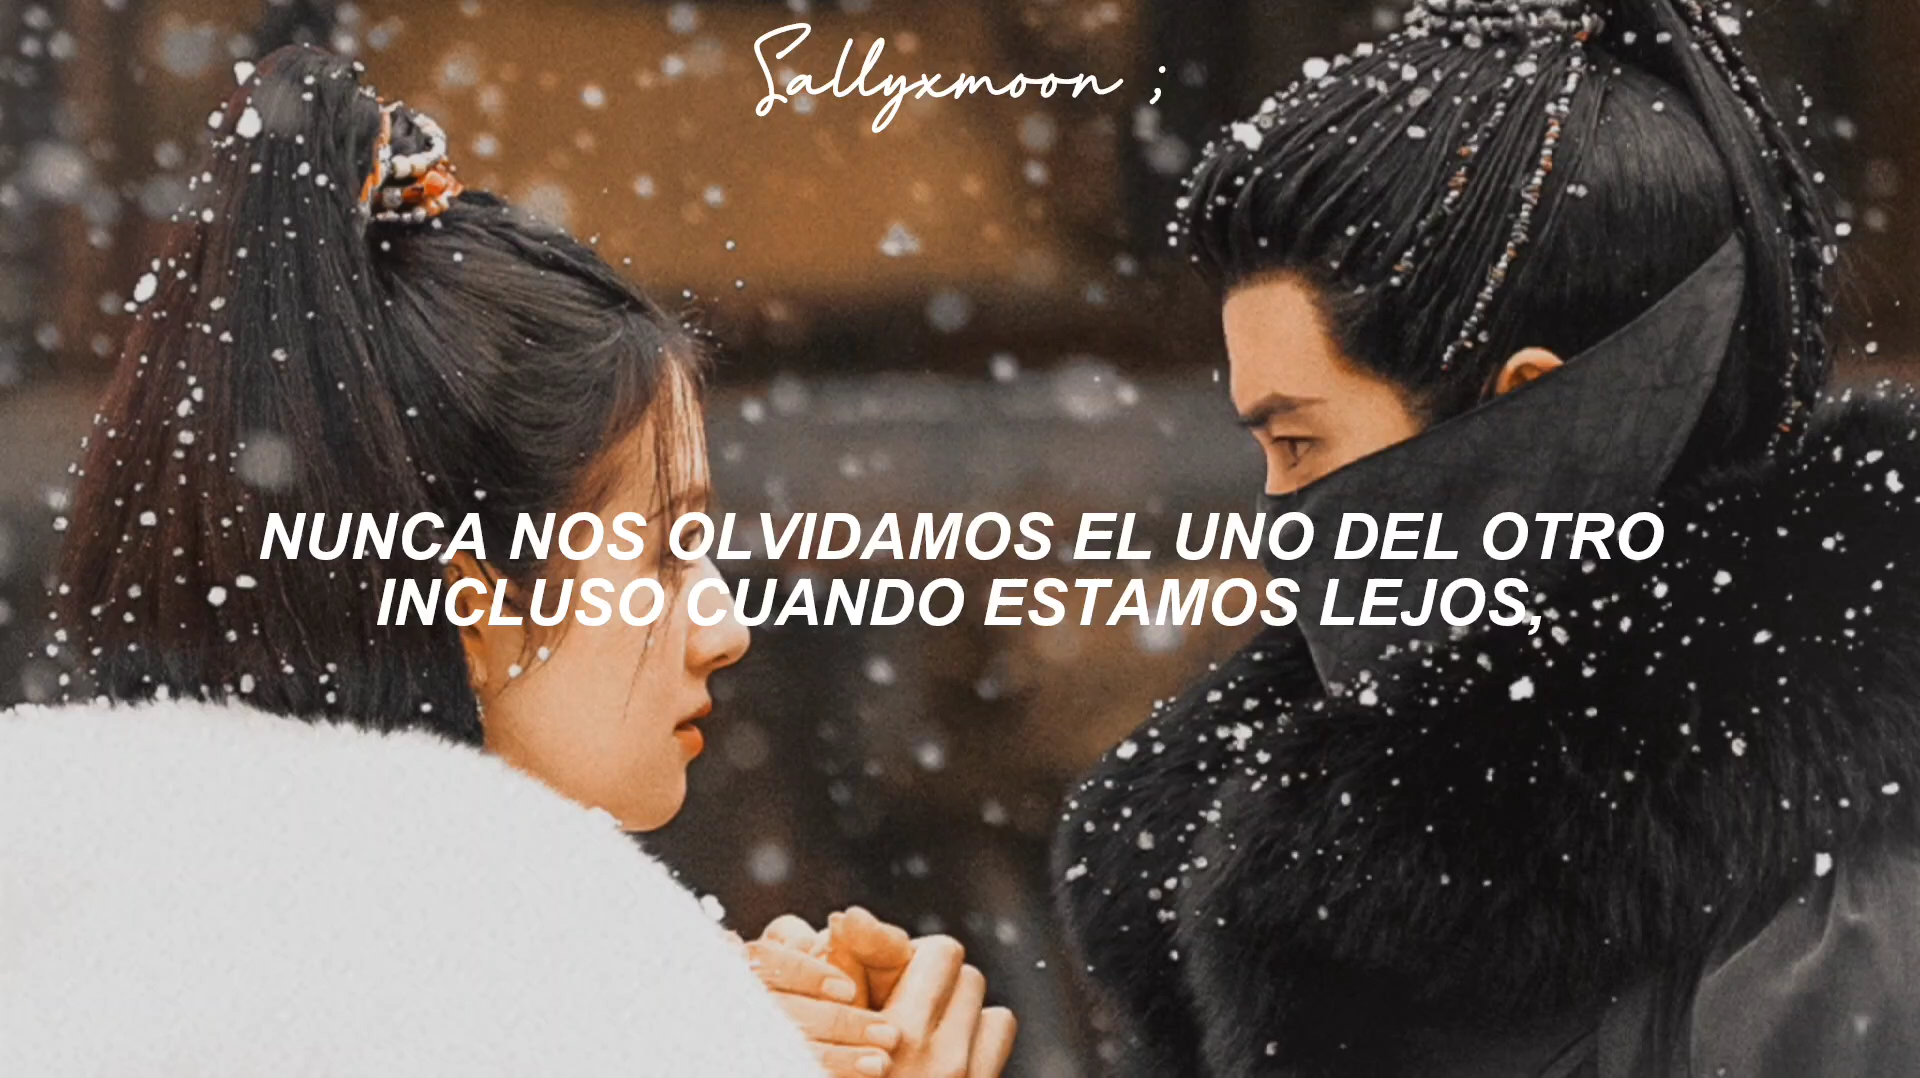 Sallyxmoon ;
NUNCA NOS OLVIDAMOS EL UNO DEL OTRO
INCLUSO CUANDO ESTAMOS LEJOS,